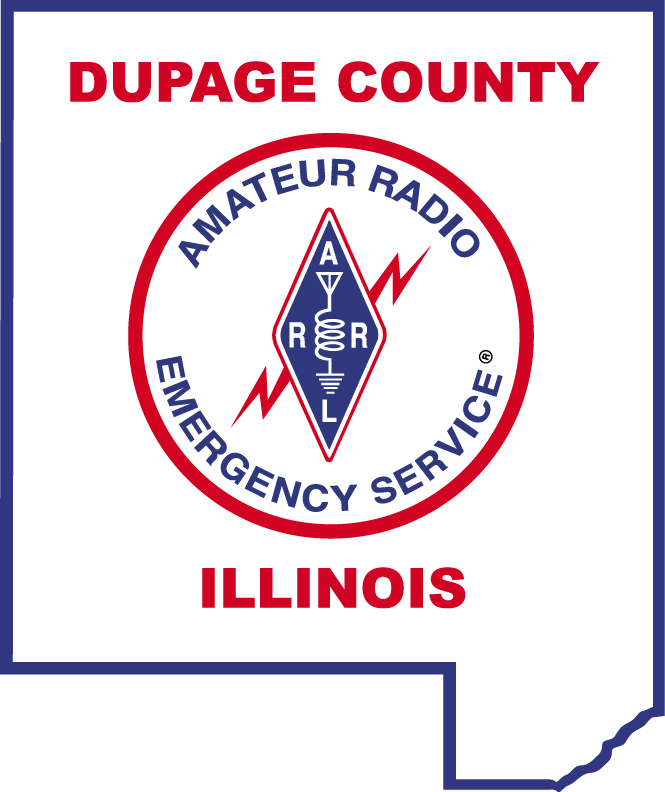 DUPAGE COUNTY
AMATEUR RADIO
A
R R
L
EMERGENCY SERVICE®
ILLINOIS